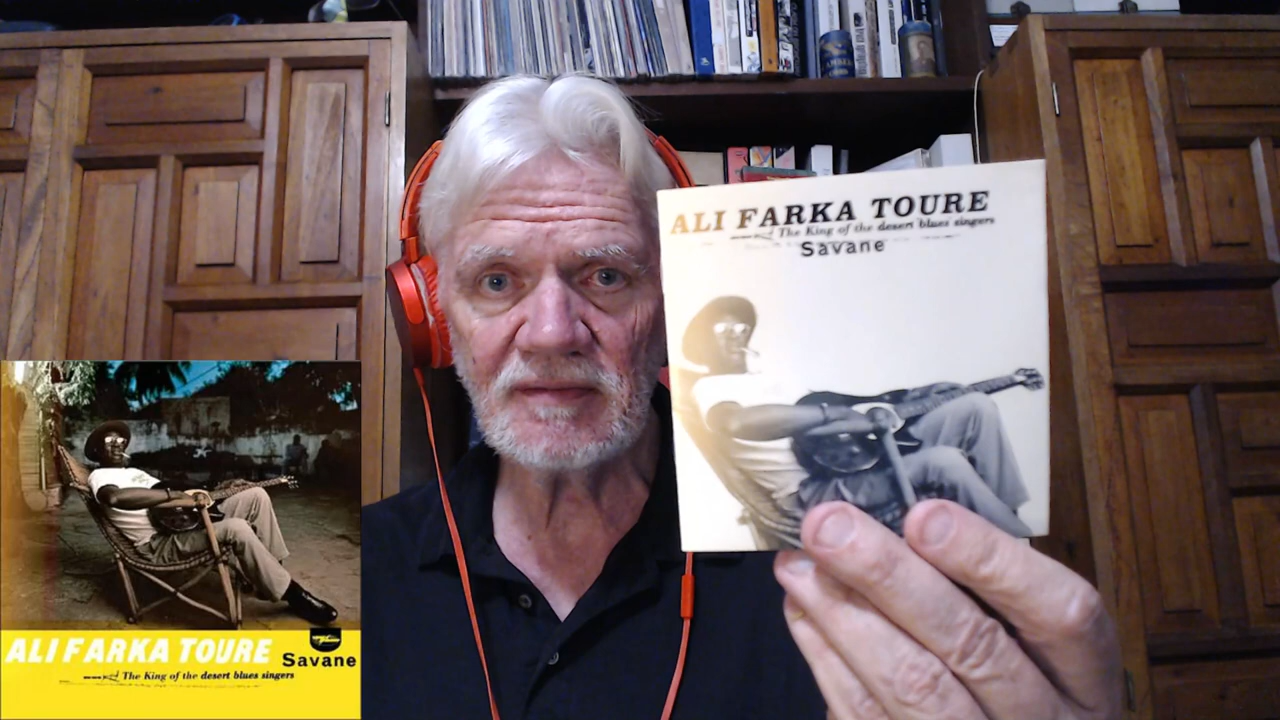 ALI FARKA TOURE
The King of the desert blues singers
Savane
ALI FARKA TOURE
Savane
The King of the desert blues singers